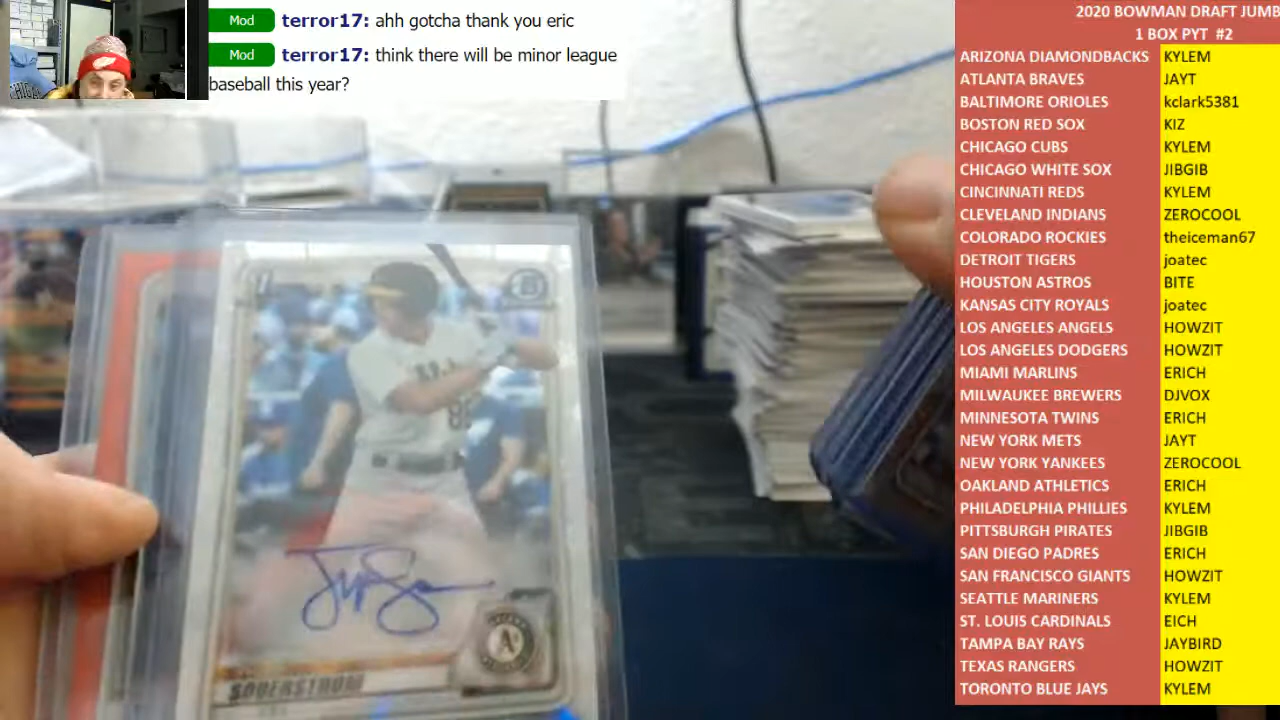 Mod terror17: ahh gotcha thank you eric
Mod terror17: think there will be minor league
baseball this year?
2020 BOWMAN DRAFT JUMB
1 BOX PYT #2
ARIZONA DIAMONDBACKS KYLEM
ATLANTA BRAVES JAYT
BALTIMORE ORIOLES kclark5381
BOSTON RED SOX KIZ
CHICAGO CUBS KYLEM
CHICAGO WHITE SOX JIBGIB
CINCINNATI REDS KYLEM
CLEVELAND INDIANS ZEROCOOL
COLORADO ROCKIES theiceman67
DETROIT TIGERS joatec
HOUSTON ASTROS BITE
KANSAS CITY ROYALS joatec
LOS ANGELES ANGELS HOWZIT
LOS ANGELES DODGERS HOWZIT
MIAMI MARLINS ERICH
MILWAUKEE BREWERS DJVOX
MINNESOTA TWINS ERICH
NEW YORK METS JAYT
NEW YORK YANKEES ZEROCOOL
OAKLAND ATHLETICS ERICH
PHILADELPHIA PHILLIES KYLEM
PITTSBURGH PIRATES JIBGIB
SAN DIEGO PADRES ERICH
SAN FRANCISCO GIANTS HOWZIT
SEATTLE MARINERS KYLEM
ST. LOUIS CARDINALS EICH
TAMPA BAY RAYS JAYBIRD
TEXAS RANGERS HOWZIT
TORONTO BLUE JAYS KYLEM
SODERSTROM